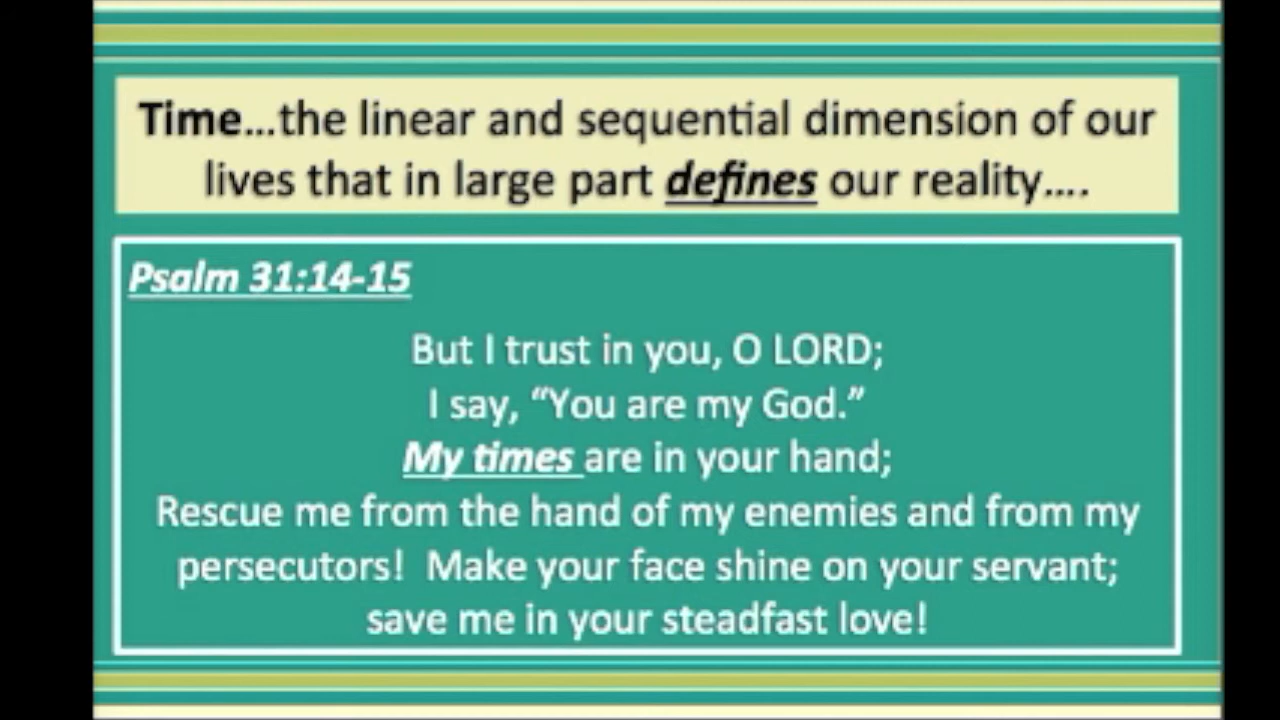 Time...the linear and sequential dimension of our
lives that in large part defines our reality....
Psalm 31:14-15
But I trust in you, O LORD;
I say, “You are my God.”
My times are in your hand;
Rescue me from the hand of my enemies and from my
persecutors!  Make your face shine on your servant;
save me in your steadfast love!